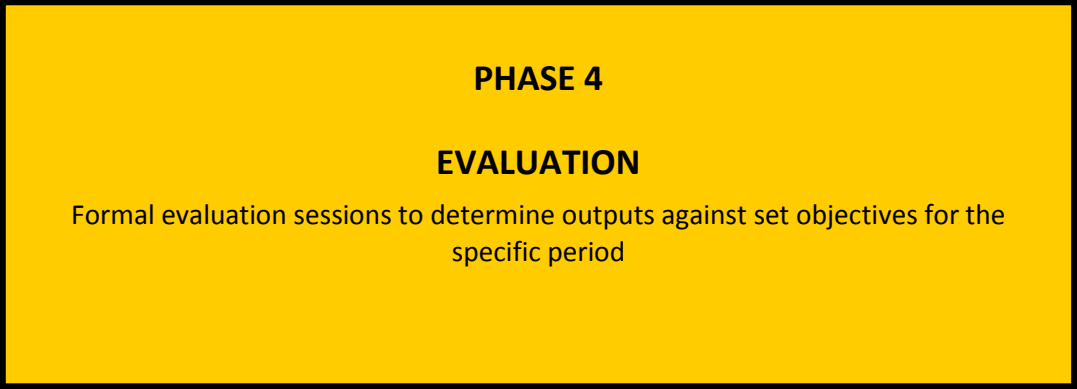 PHASE 4
EVALUATION
Formal evaluation sessions to determine outputs against set objectives for the
specific period